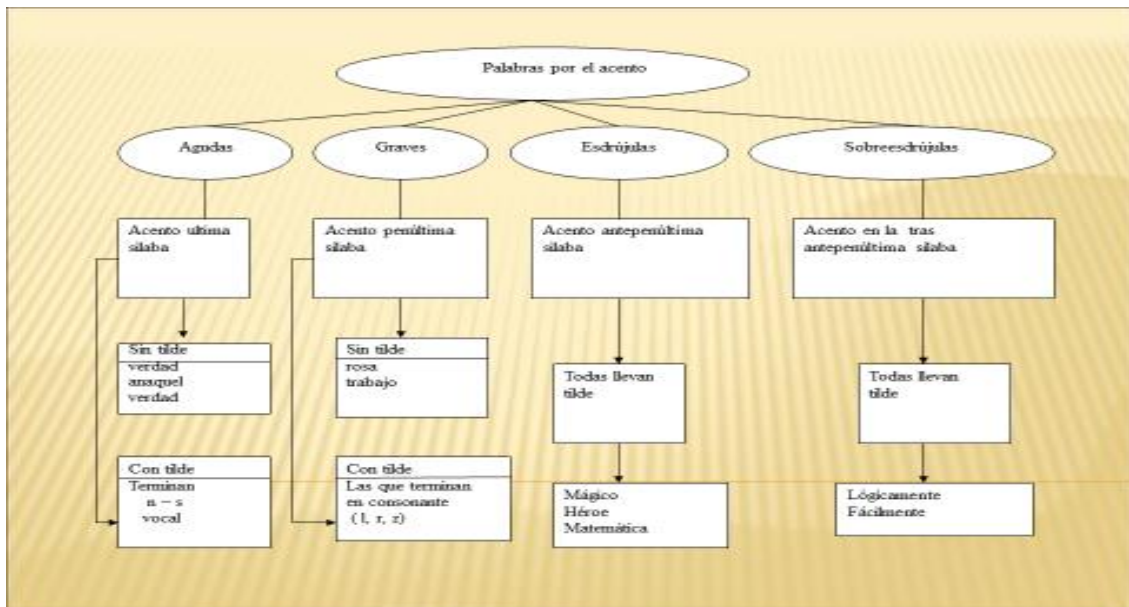 Palabras por el acento
Agudas
Graves
Esdrújulas
Sobreesdrújulas
Acento ultima
silaba
Acento penúltima
silaba
Acento antepenúltima
silaba
Acento en la tras
antepenúltima silaba
Sin tilde
verdad
anaquel
verdad
Sin tilde
rosa
trabajo
Todas llevan
tilde
Todas llevan
tilde
Con tilde
Terminan
n – s
vocal
Con tilde
Las que terminan
en consonante
( l, r, z)
Mágico
Héroe
Matemática
Lógicamente
Fácilmente